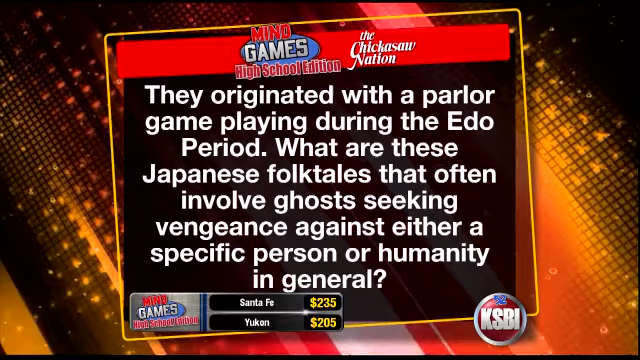 MIND
GAMES
High School Edition
the
Chickasaw
Nation
They originated with a parlor
game playing during the Edo
Period. What are these
Japanese folktales that often
involve ghosts seeking
vengeance against either a
specific person or humanity
in general?
MIND
GAMES
High School Edition
Santa Fe $235
Yukon $205
52
KSBI